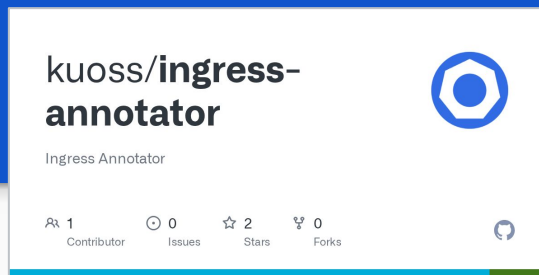 kuoss/ingress-
annotator
Ingress Annotator
1 0 2 0
Contributor Issues Stars Forks